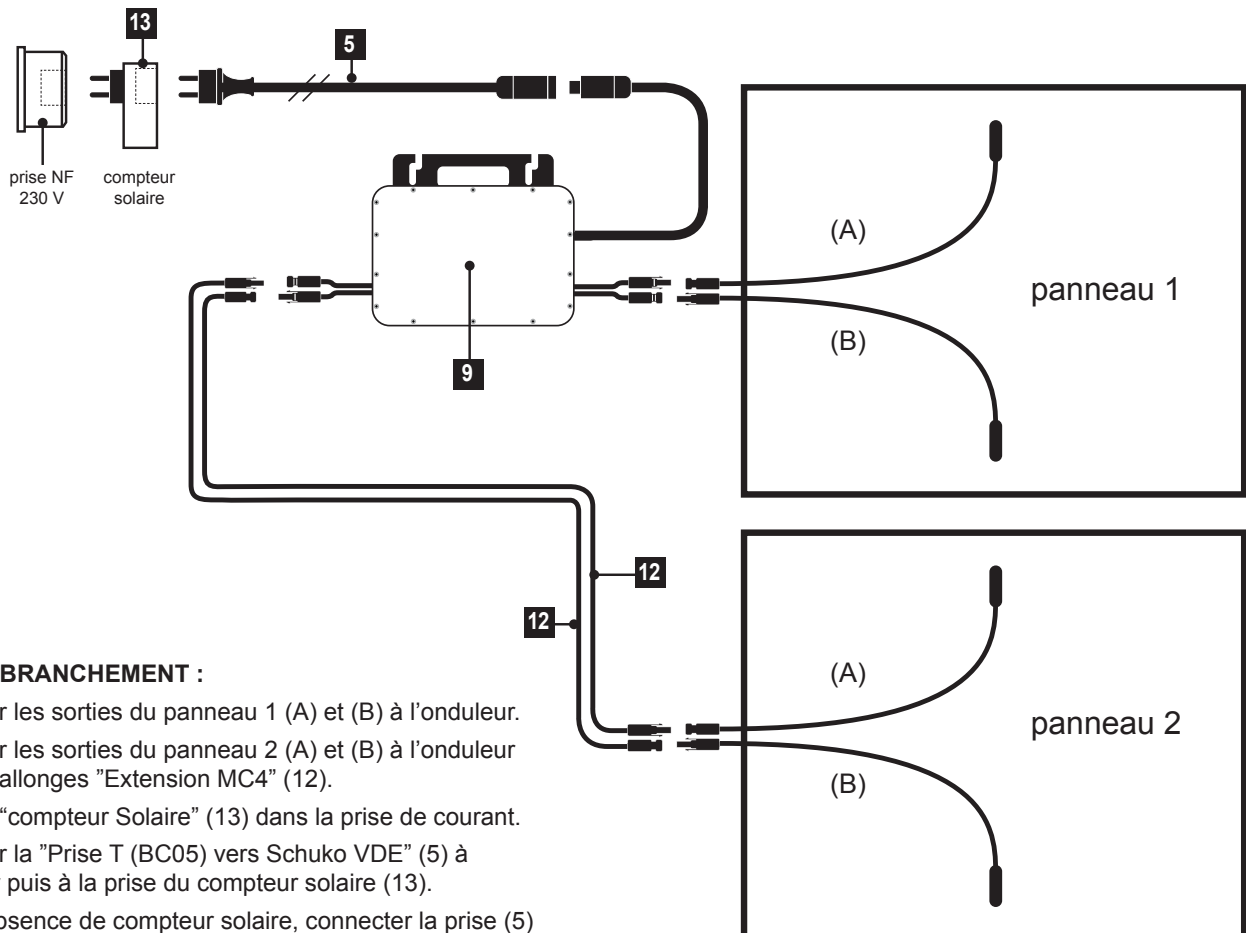 13
5
prise NF
230 V
compteur
solaire
(A)
panneau 1
(B)
9
12
12
(A)
panneau 2
(B)
BRANCHEMENT :
r les sorties du panneau 1 (A) et (B) à l’onduleur.
r les sorties du panneau 2 (A) et (B) à l’onduleur
allonges ”Extension MC4” (12).
“compteur Solaire” (13) dans la prise de courant.
r la ”Prise T (BC05) vers Schuko VDE” (5) à
puis à la prise du compteur solaire (13).
bsence de compteur solaire, connecter la prise (5)